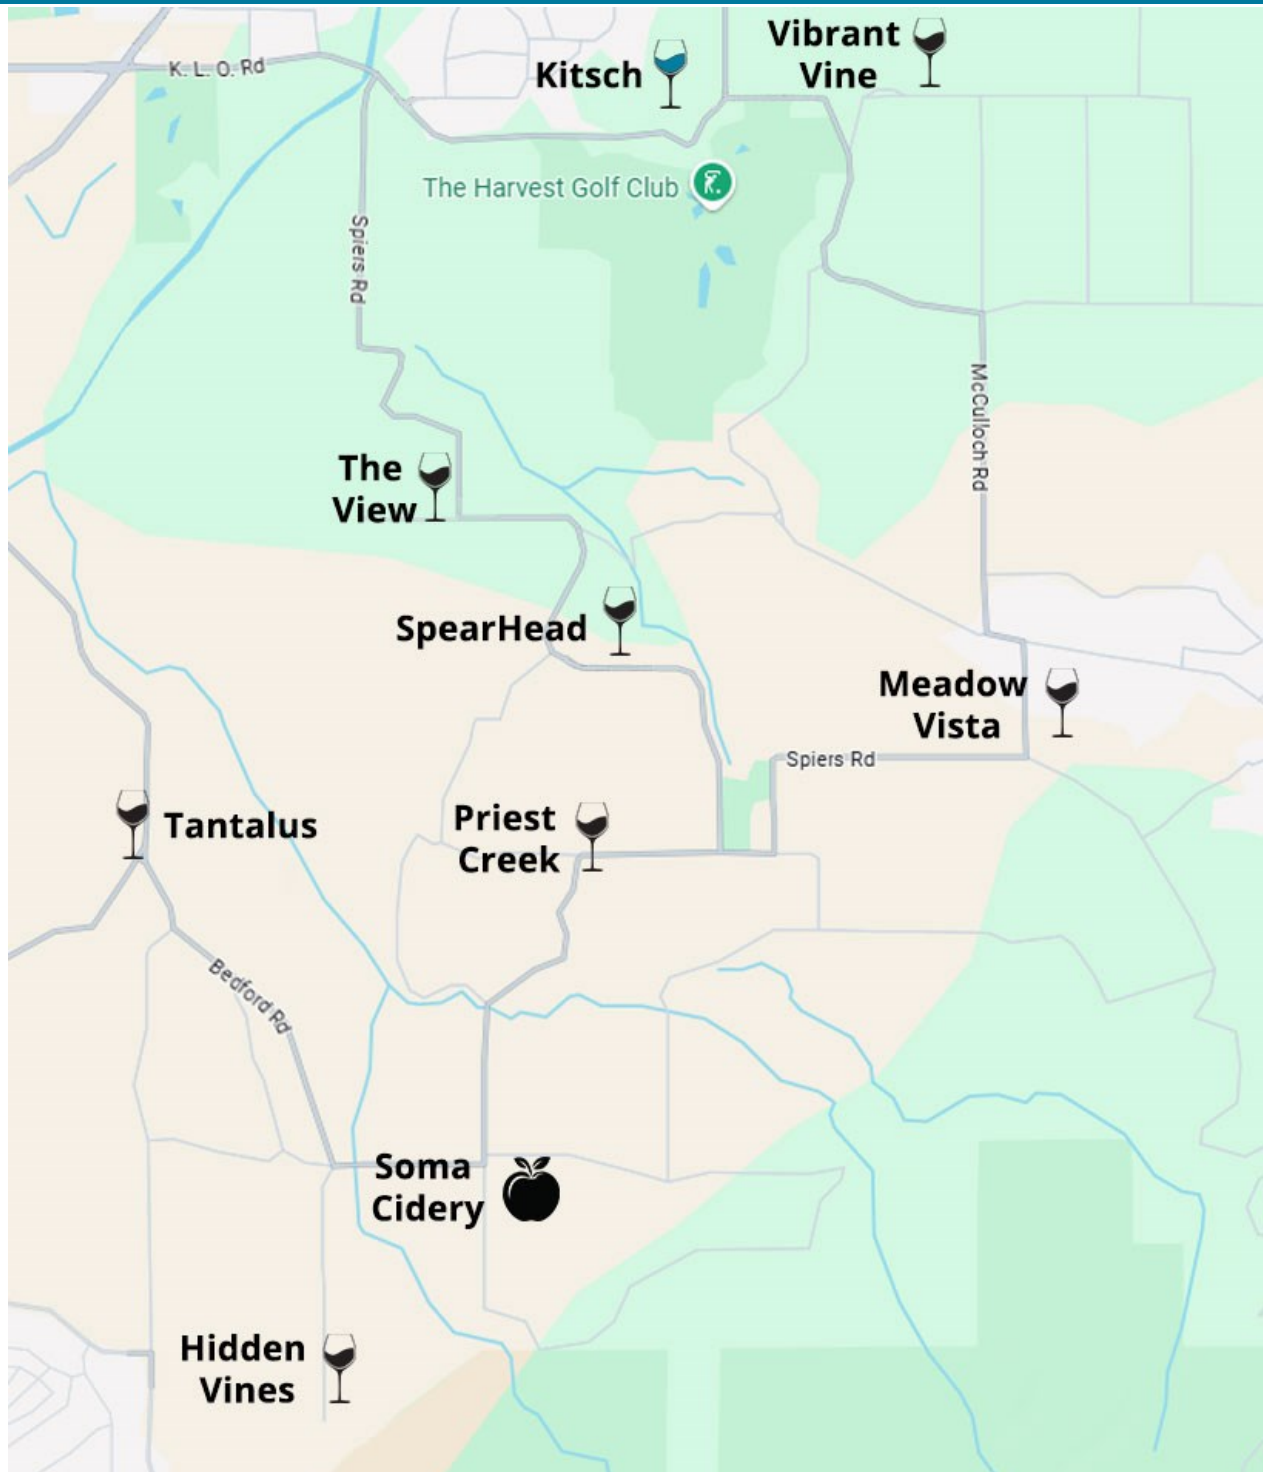 Vibrant
Vine
Kitsch
K. L. O. Rd
The Harvest Golf Club
Spiers Rd
McCulloch Rd
The
View
SpearHead
Meadow
Vista
Spiers Rd
Tantalus
Priest
Creek
Bedford Rd
Soma
Cidery
Hidden
Vines